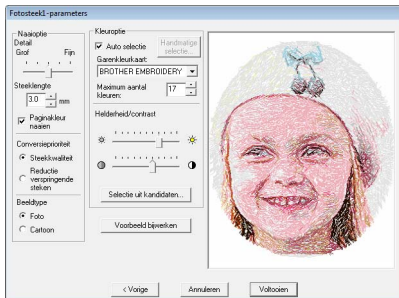 Fotosteek1-parameters
Naaioptie
Detail
Grof Fijn
Steeklengte
3.0 mm
Paginakleur
naaien
Conversieprioriteit
Steekkwaliteit
Reductie
verspringende
steken
Beeldtype
Foto
Cartoon
Kleuroptie
Auto selectie
Handmatige
selectie...
Garenkleurkaart:
BROTHER EMBROIDERY
Maximum aantal
kleuren:
17
Helderheid/contrast
Selectie uit kandidaten...
Voorbeeld bijwerken
< Vorige
Annuleren
Voltooien